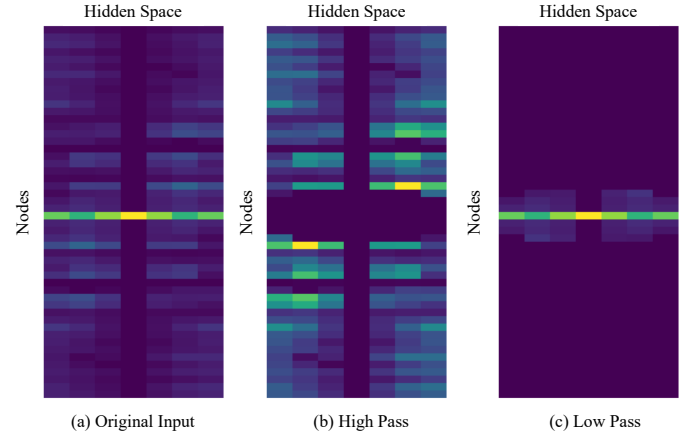 Hidden Space Hidden Space Hidden Space
Nodes Nodes Nodes
(a) Original Input (b) High Pass (c) Low Pass